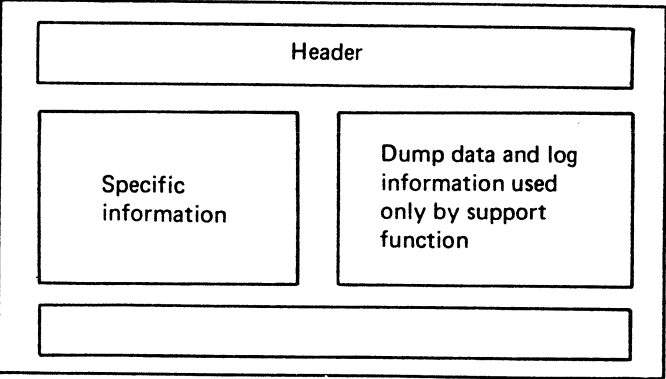 Header
Specific
information
Dump data and log
information used
only by support
function